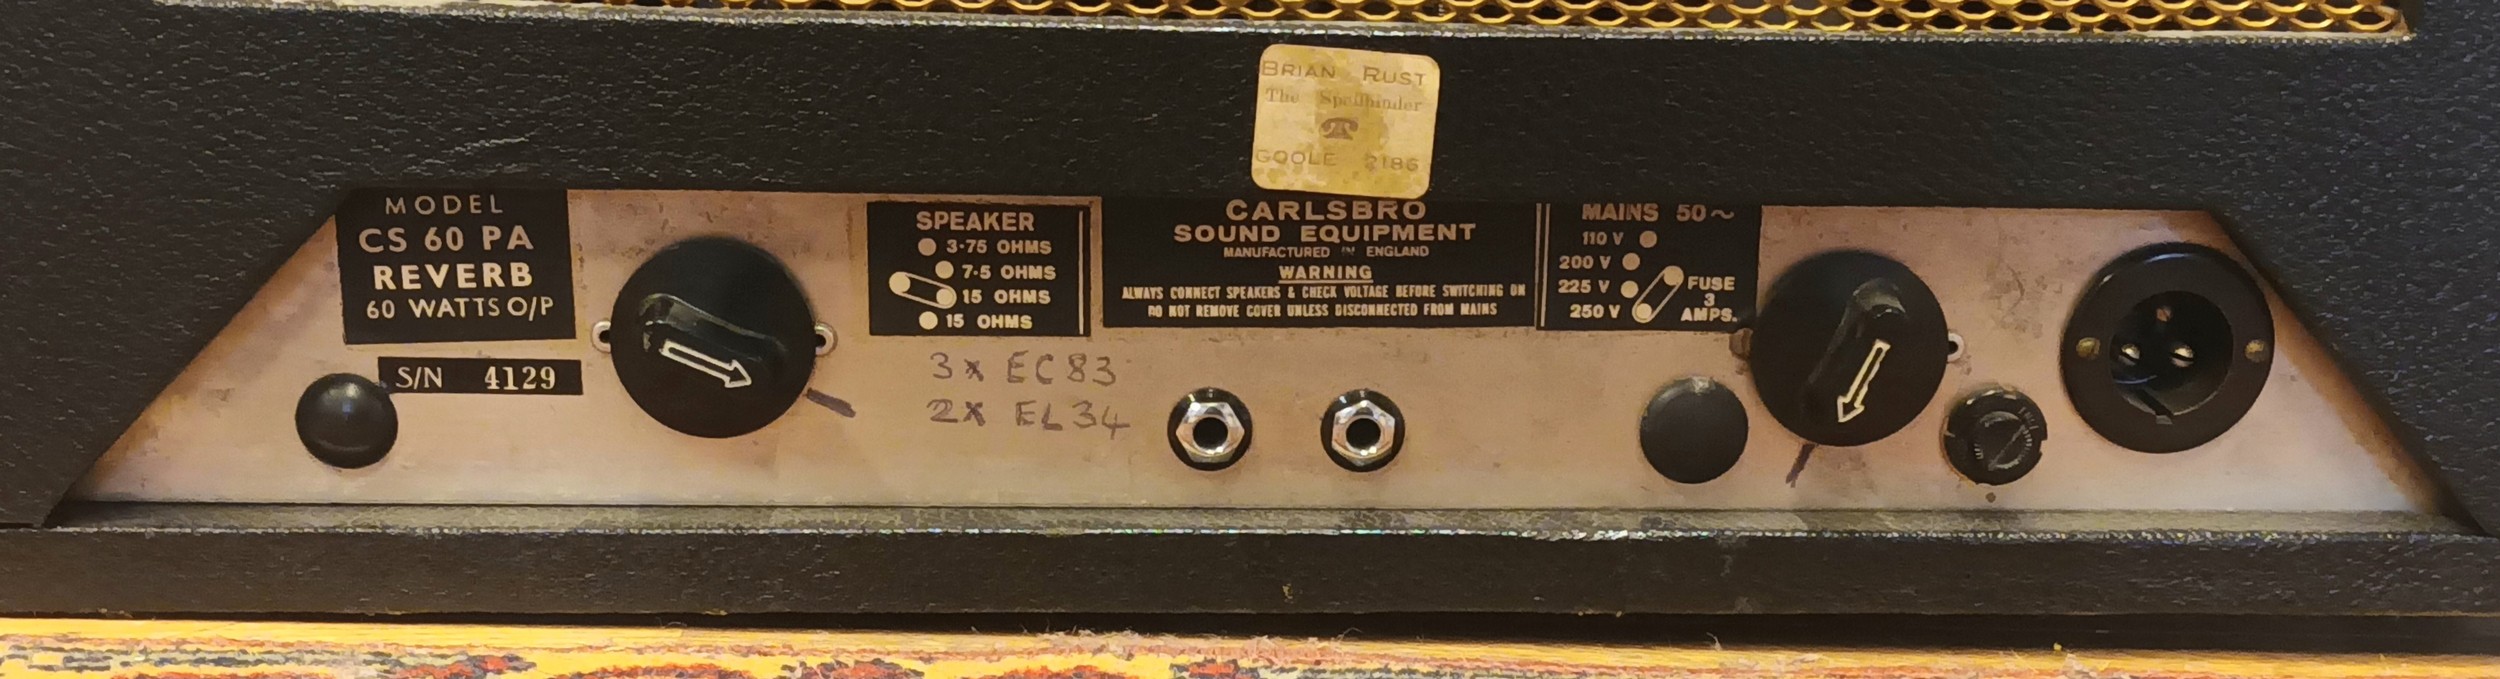 BRIAN RUST
The Spellbinder
GOOLE 2186
MODEL
CS 60 PA
REVERB
60 WATTS O/P
S/N 4129
SPEAKER
3·75 OHMS
7·5 OHMS
15 OHMS
15 OHMS
3x EC83
2x EL34
CARLSBRO
SOUND EQUIPMENT
MANUFACTURED IN ENGLAND
WARNING
ALWAYS CONNECT SPEAKERS & CHECK VOLTAGE BEFORE SWITCHING ON
DO NOT REMOVE COVER UNLESS DISCONNECTED FROM MAINS
MAINS 50~
110 V
200 V
225 V
250 V
FUSE
3
AMPS.